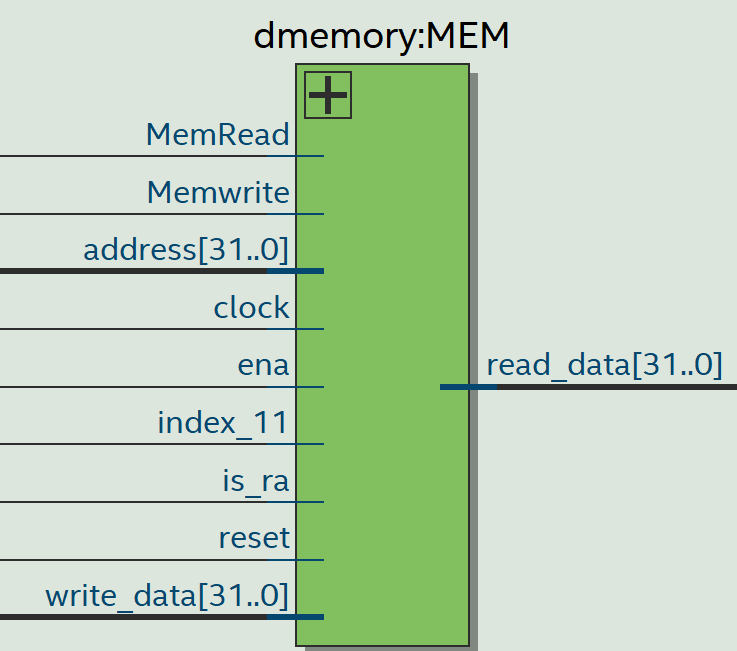 dmemory:MEM
MemRead
Memwrite
address[31..0]
clock
ena
read_data[31..0]
index_11
is_ra
reset
write_data[31..0]